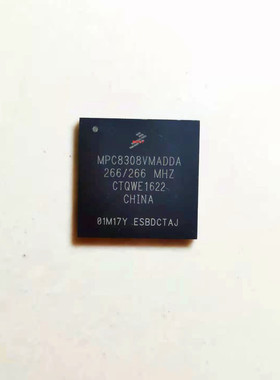 MPC8308VMADDA
266/266 MHZ
CTQWE1622
CHINA
01M17Y ESBDCTAJ